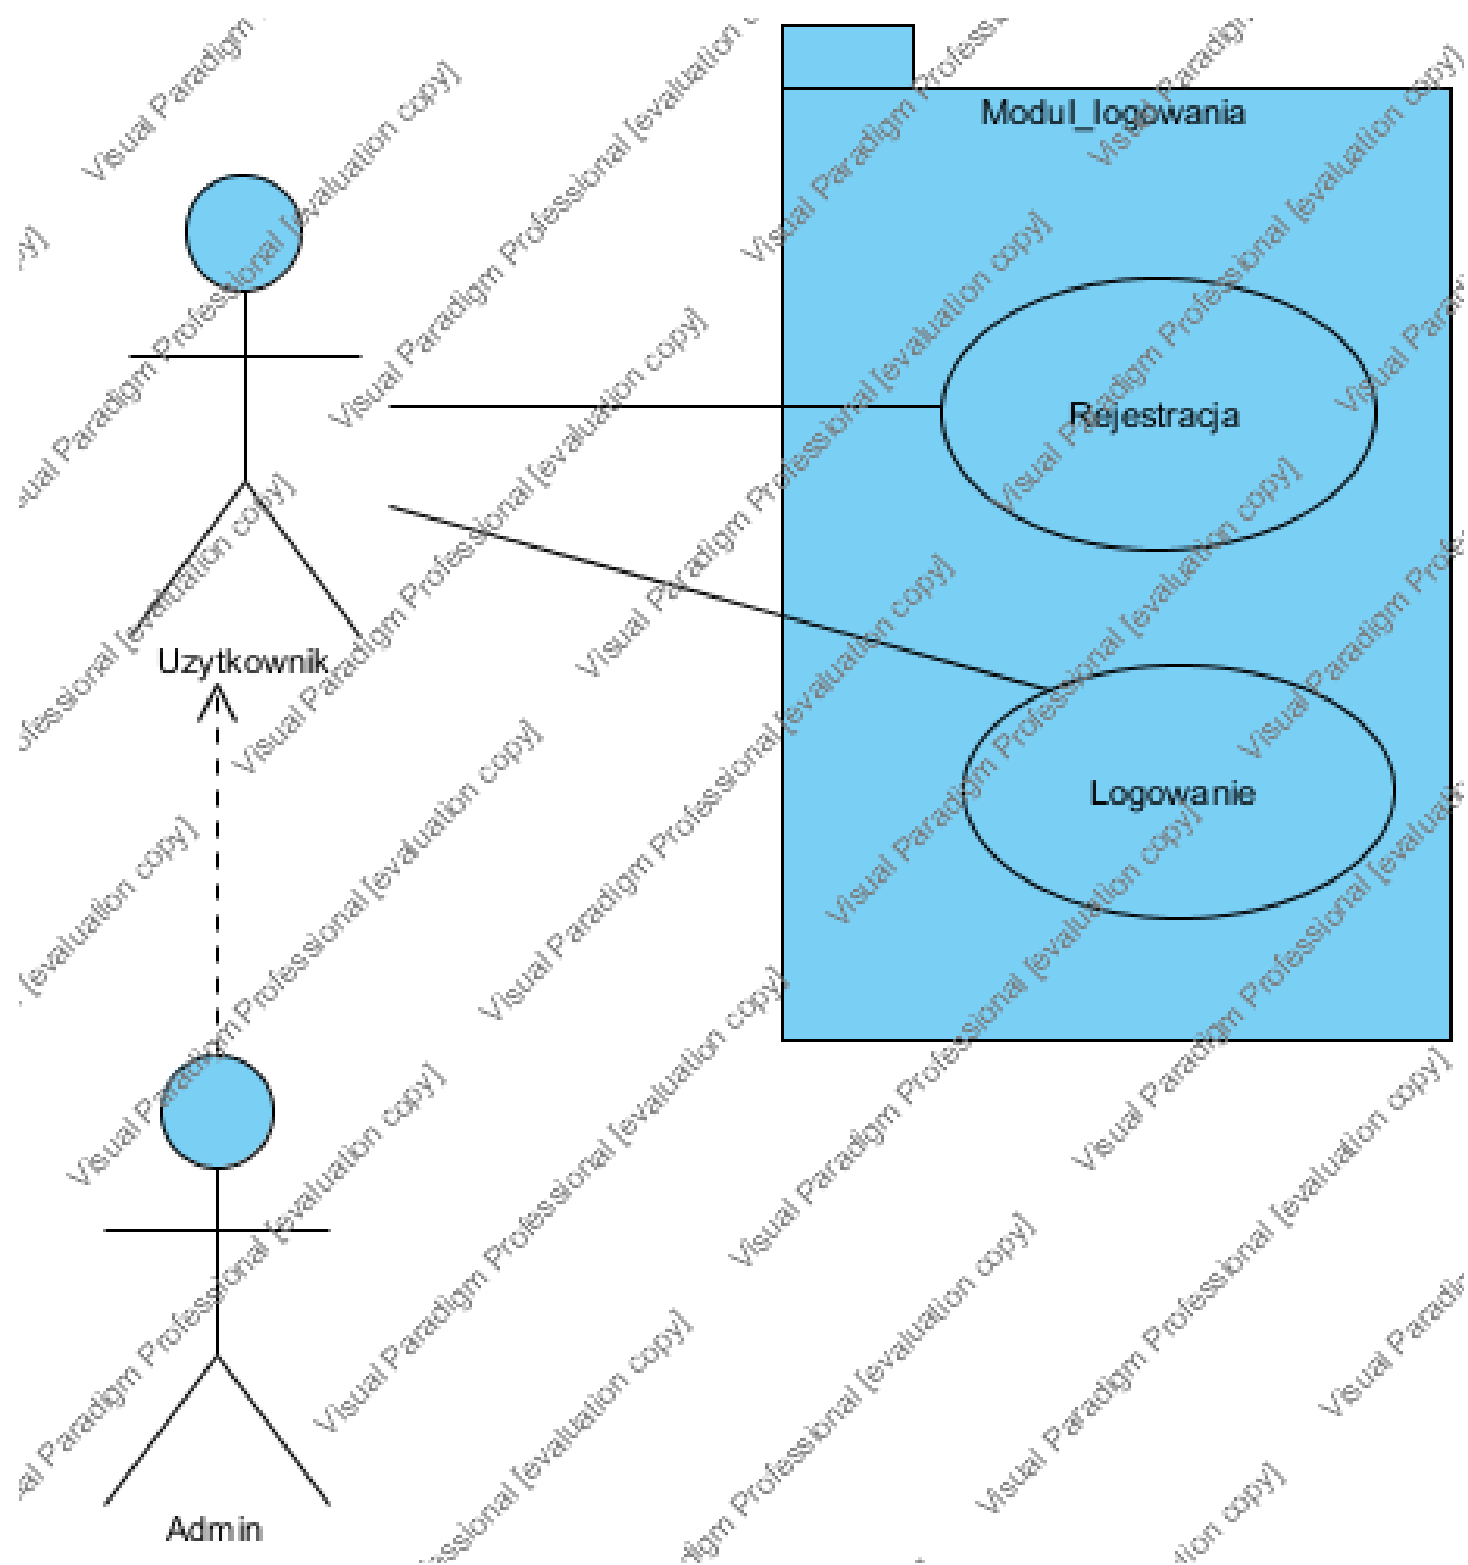 Modul_logowania
Rejestracja
Uzytkownik
Logowanie
Admin
Visual Paradigm Professional [evaluation copy]